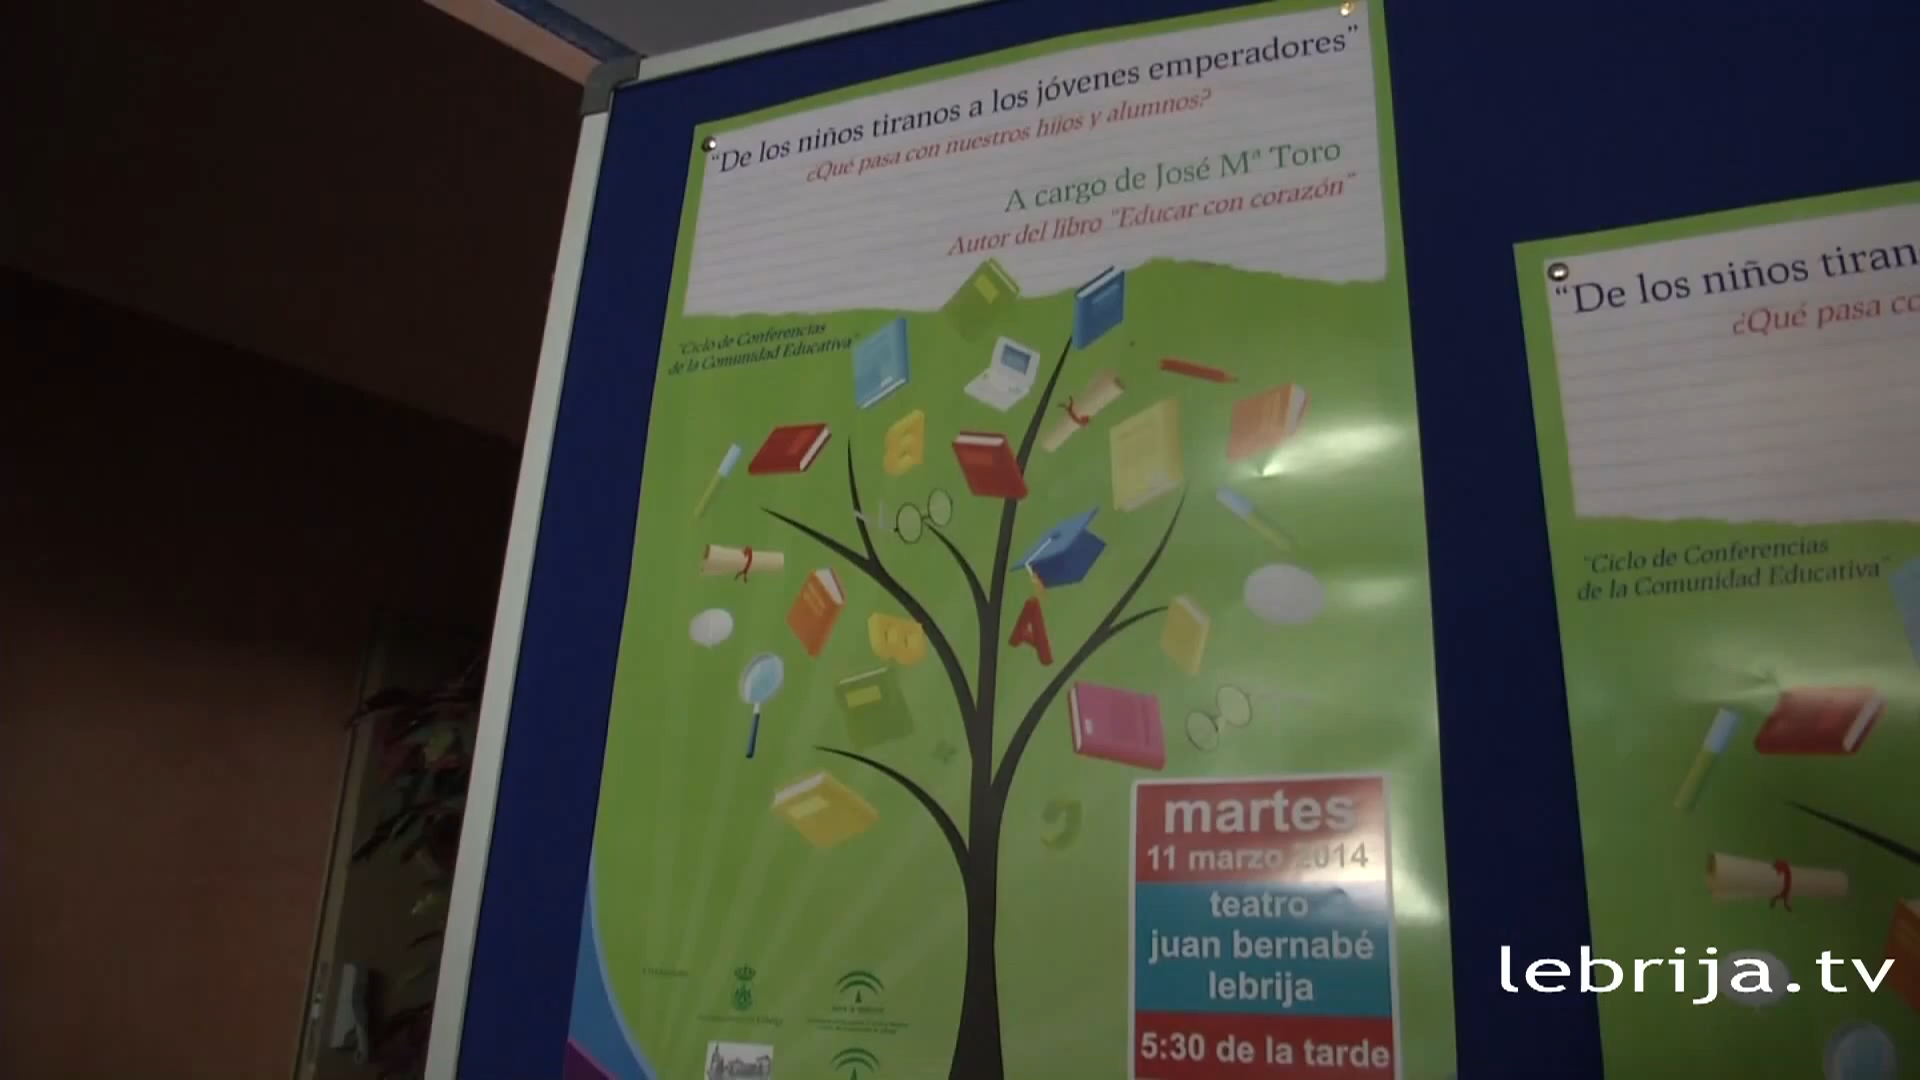 “De los niños tiranos a los jóvenes emperadores”
¿Qué pasa con nuestros hijos y alumnos?
A cargo de José Mª Toro
Autor del libro "Educar con corazón"
"Ciclo de Conferencias
de la Comunidad Educativa"
B
B
A
martes
11 marzo 2014
teatro
juan bernabé
lebrija
5:30 de la tarde
“De los niños tiran
¿Qué pasa co
"Ciclo de Conferencias
de la Comunidad Educativa"
lebrija.tv